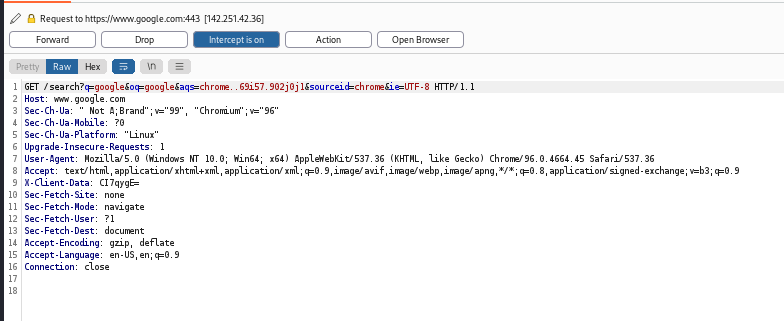 Request to https://www.google.com:443 [142.251.42.36]
Forward Drop Intercept is on Action Open Browser
Pretty Raw Hex \n
1 GET /search?q=google&oq=google&aqs=chrome..69i57.902j0j1&sourceid=chrome&ie=UTF-8 HTTP/1.1
2 Host: www.google.com
3 Sec-Ch-Ua: " Not A;Brand";v="99", "Chromium";v="96"
4 Sec-Ch-Ua-Mobile: ?0
5 Sec-Ch-Ua-Platform: "Linux"
6 Upgrade-Insecure-Requests: 1
7 User-Agent: Mozilla/5.0 (Windows NT 10.0; Win64; x64) AppleWebKit/537.36 (KHTML, like Gecko) Chrome/96.0.4664.45 Safari/537.36
8 Accept: text/html,application/xhtml+xml,application/xml;q=0.9,image/avif,image/webp,image/apng,*/*;q=0.8,application/signed-exchange;v=b3;q=0.9
9 X-Client-Data: CI7qygE=
10 Sec-Fetch-Site: none
11 Sec-Fetch-Mode: navigate
12 Sec-Fetch-User: ?1
13 Sec-Fetch-Dest: document
14 Accept-Encoding: gzip, deflate
15 Accept-Language: en-US,en;q=0.9
16 Connection: close
17
18